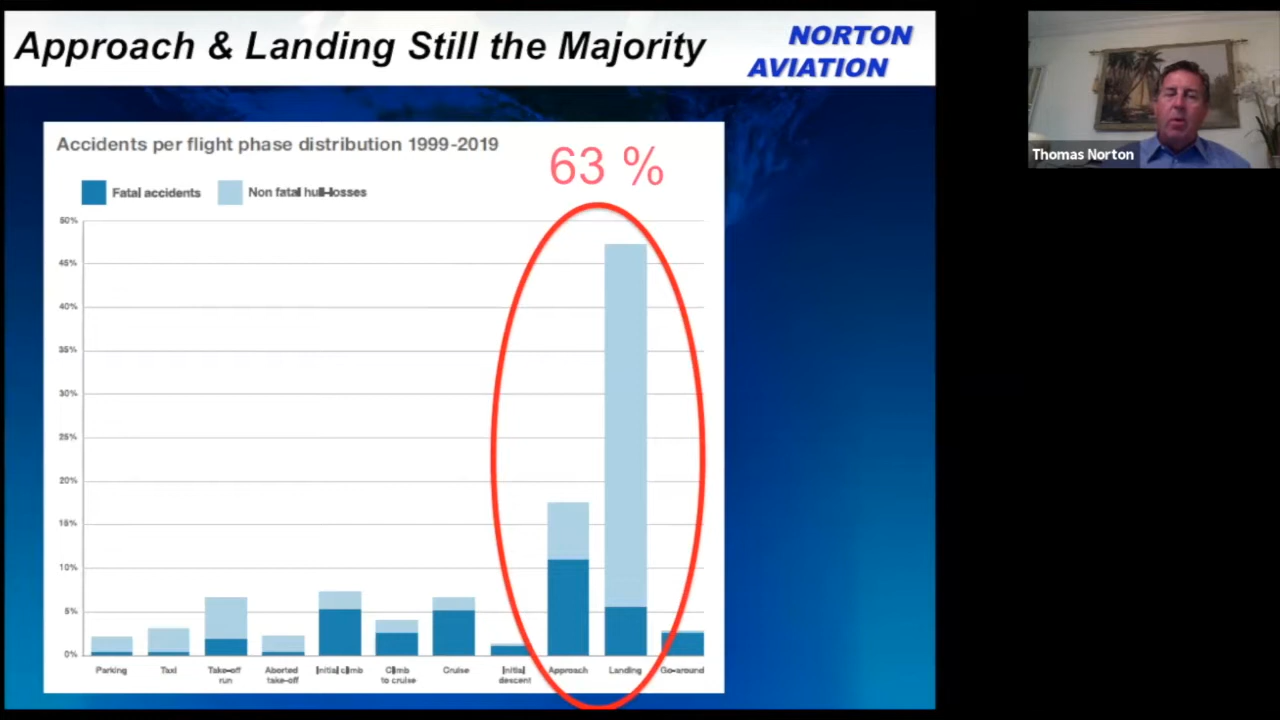 Approach & Landing Still the Majority
NORTON
AVIATION
Thomas Norton
Accidents per flight phase distribution 1999-2019
63 %
Fatal accidents
Non fatal hull-losses
50%
45%
40%
35%
30%
25%
20%
15%
10%
5%
0%
Parking
Taxi
Take-off
run
Aborted
take-off
Initial climb
Climb
to cruise
Cruise
Initial
descent
Approach
Landing
Go-around